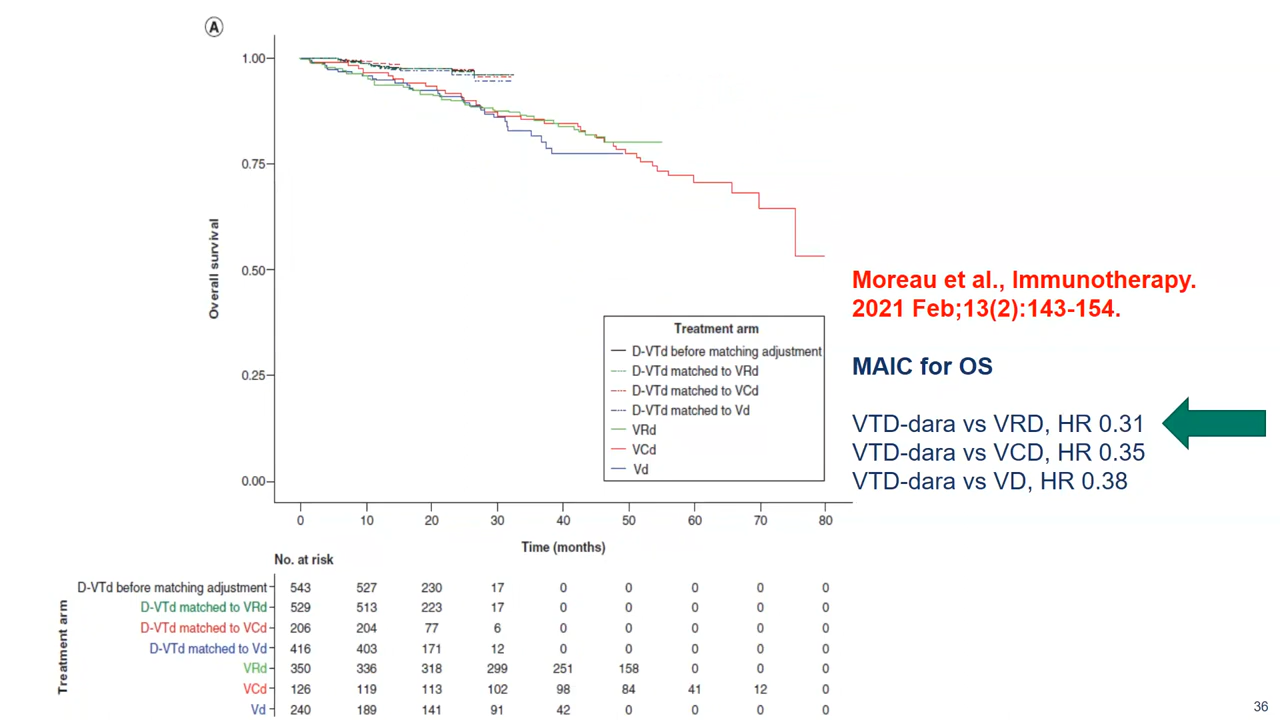 A
1.00
0.75
0.50
0.25
0.00
Overall survival
0 10 20 30 40 50 60 70 80
Time (months)
Treatment arm
D-VTd before matching adjustment
D-VTd matched to VRd
D-VTd matched to VCd
D-VTd matched to Vd
VRd
VCd
Vd
Moreau et al., Immunotherapy.
2021 Feb;13(2):143-154.
MAIC for OS
VTD-dara vs VRD, HR 0.31
VTD-dara vs VCD, HR 0.35
VTD-dara vs VD, HR 0.38
No. at risk
Treatment arm
D-VTd before matching adjustment 543 527 230 17 0 0 0 0 0
D-VTd matched to VRd 529 513 223 17 0 0 0 0 0
D-VTd matched to VCd 206 204 77 6 0 0 0 0 0
D-VTd matched to Vd 416 403 171 12 0 0 0 0 0
VRd 350 336 318 299 251 158 0 0 0
VCd 126 119 113 102 98 84 41 12 0
Vd 240 189 141 91 42 0 0 0 0
36